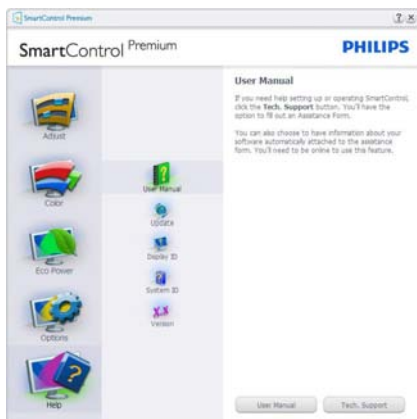 SmartControl Premium
SmartControl Premium
PHILIPS
Adjust
Color
Eco Power
Options
Help
User Manual
Update
Display ID
System ID
Version
User Manual
If you need help setting up or operating SmartControl,
click the Tech. Support button. You'll have the
option to fill out an Assistance Form.
You can also choose to have information about your
software automatically attached to the assistance
form. You'll need to be online to use this feature.
User Manual
Tech. Support